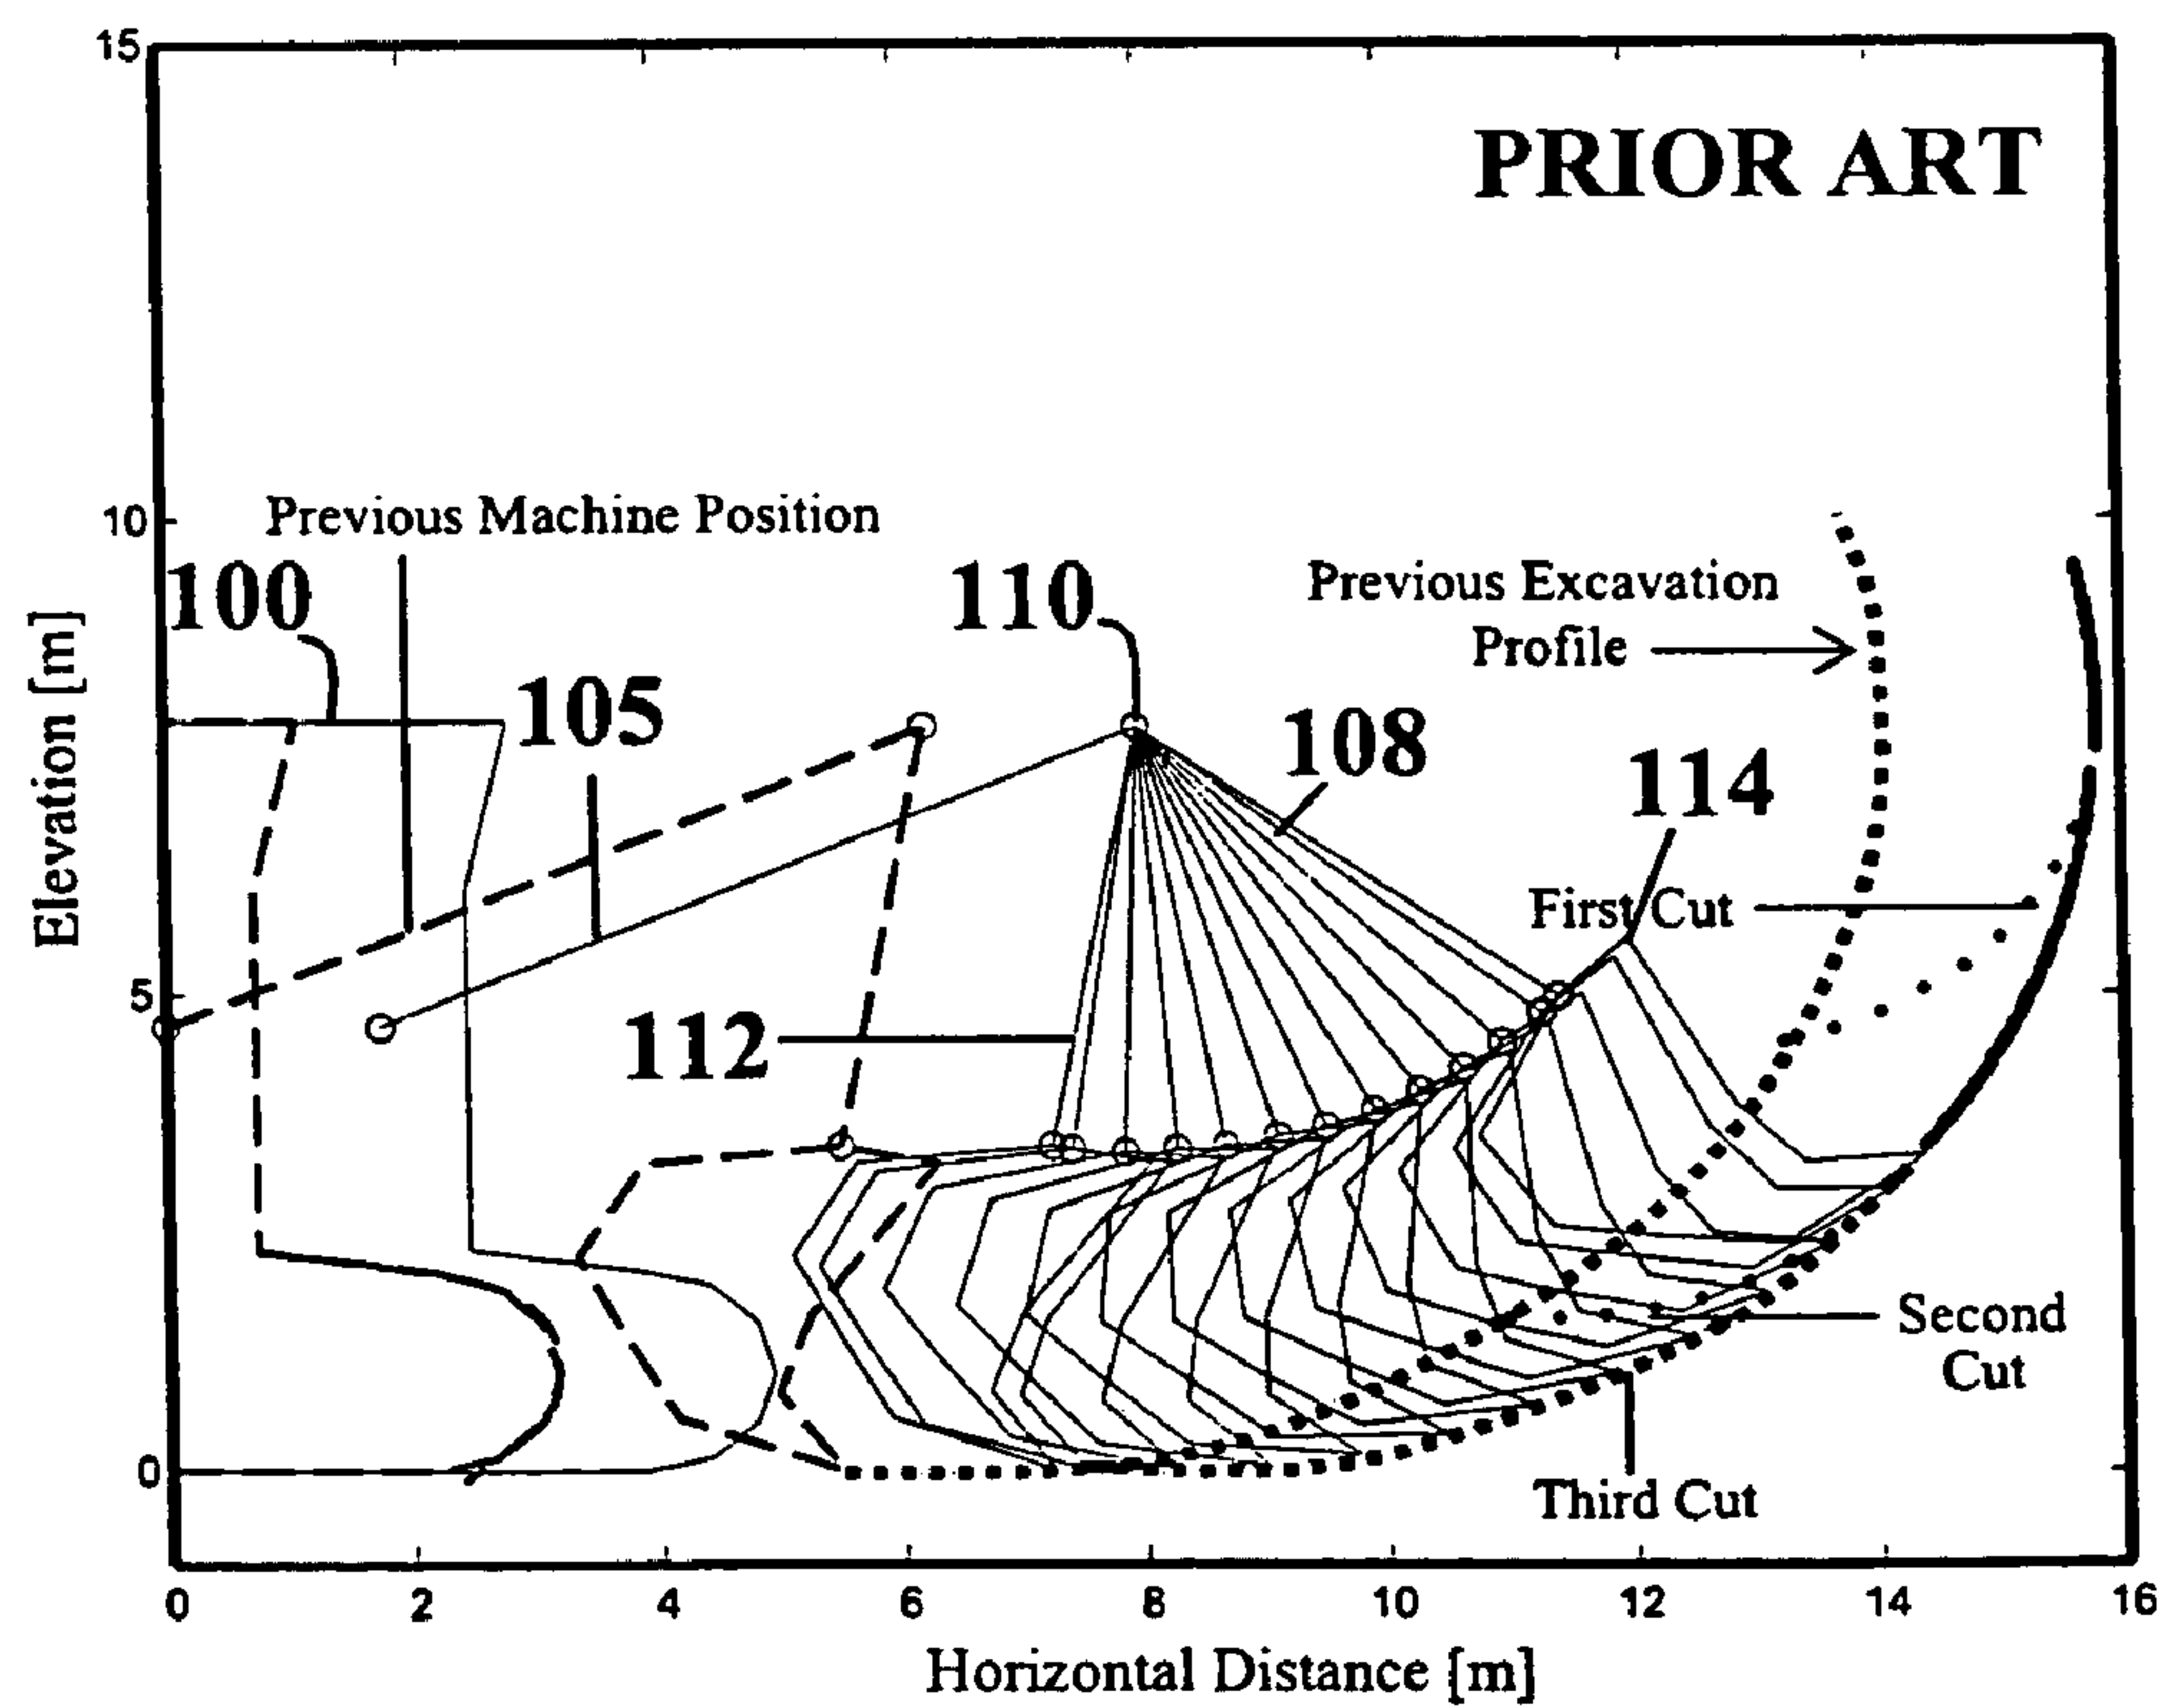 15
PRIOR ART
10
Previous Machine Position
100
110
Previous Excavation
Profile
105
108
114
Elevation [m]
First Cut
5
112
Second
Cut
0
Third Cut
0 2 4 6 8 10 12 14 16
Horizontal Distance [m]